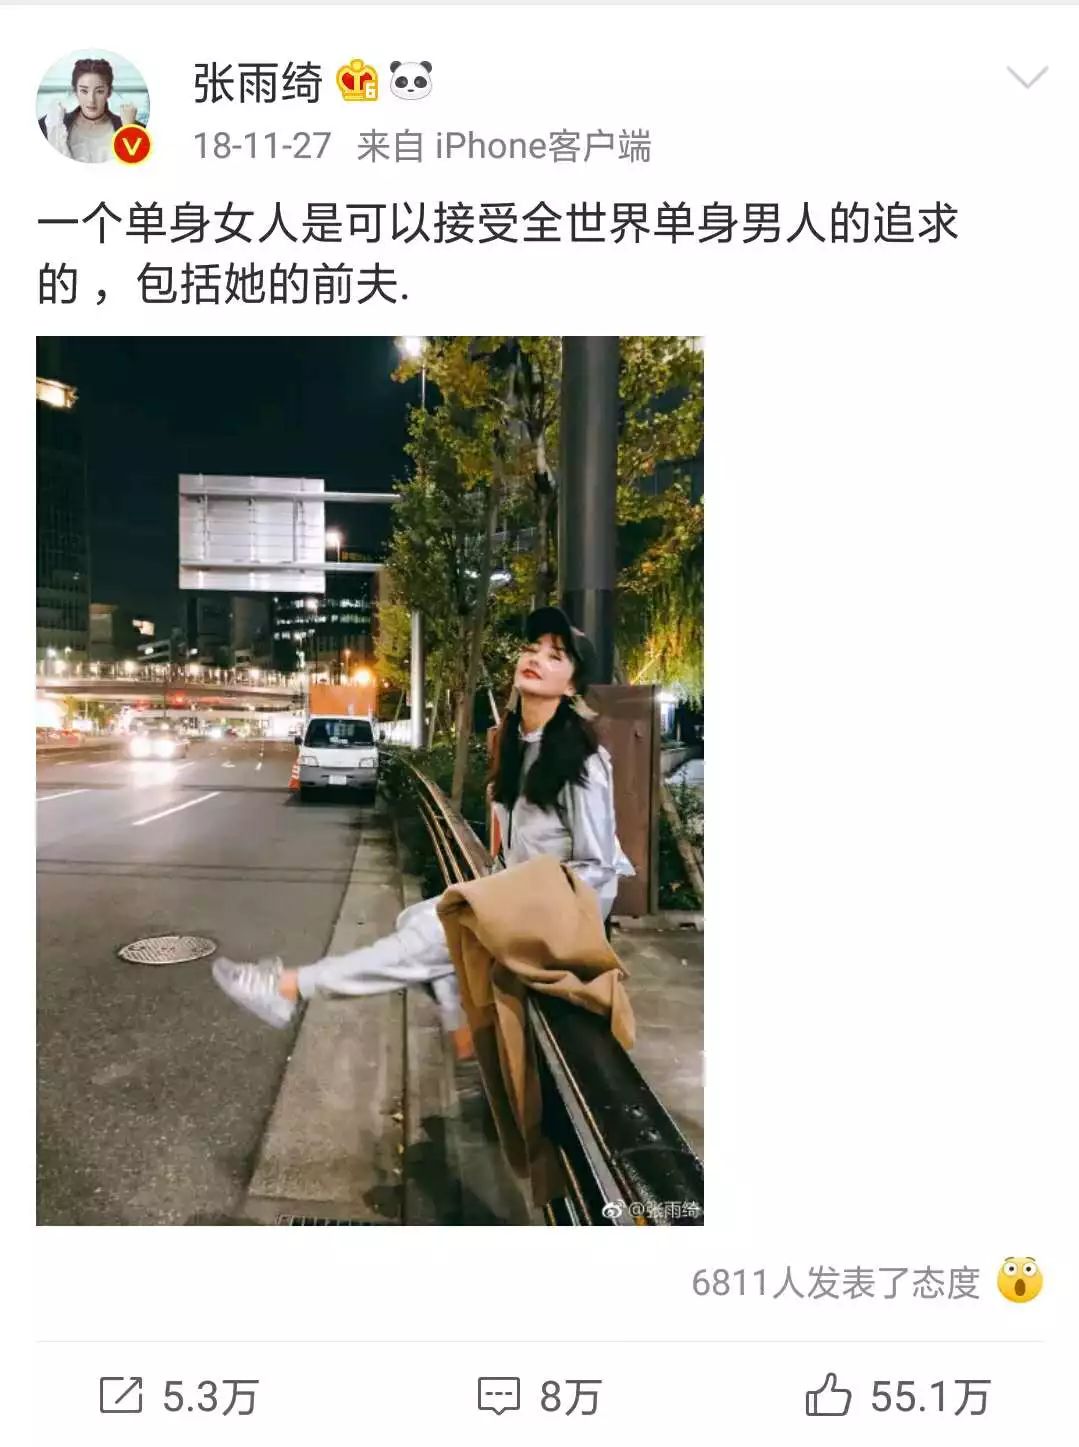 张雨绮
18-11-27 来自 iPhone客户端
一个单身女人是可以接受全世界单身男人的追求
的，包括她的前夫.
@张雨绮
6811人发表了态度
5.3万 8万 55.1万